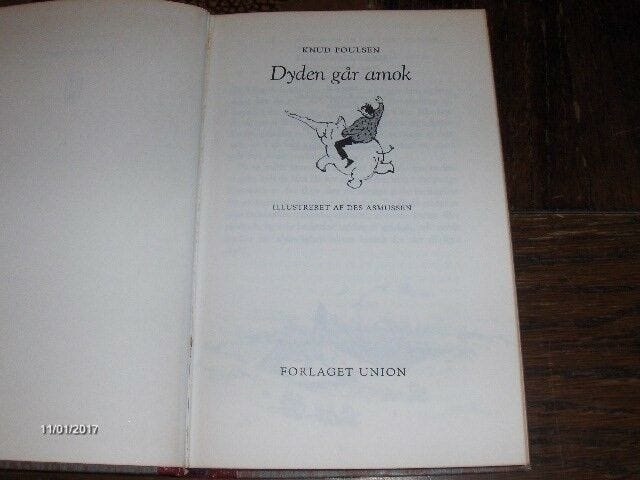 KNUD POULSEN
Dyden går amok
ILLUSTRERET AF DES ASMUSSEN
FORLAGET UNION
11/01/2017